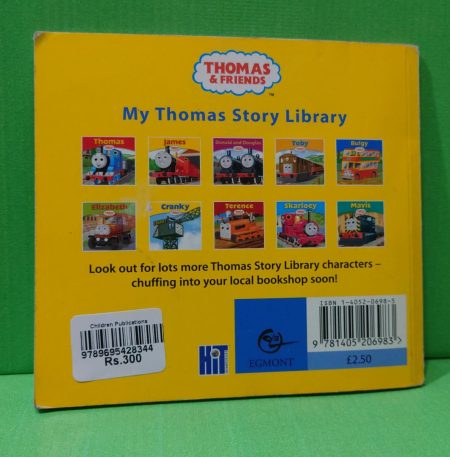 THOMAS
& FRIENDS
TM
My Thomas Story Library
Thomas
James
Donald and Douglas
Toby
Bulgy
Elizabeth
Cranky
Terence
Skarloey
Mavis
Look out for lots more Thomas Story Library characters –
chuffing into your local bookshop soon!
Children Publications
9789695428344
Rs.300
HiT
EGMONT
ISBN 1-4052-0698-5
9 781405 206983 >
£2.50